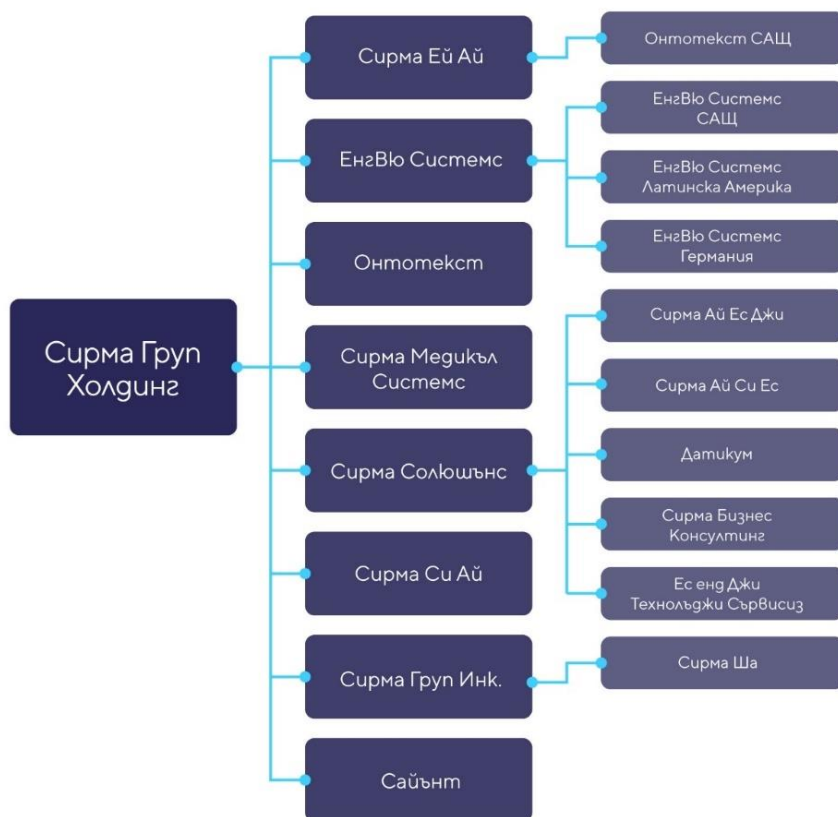 Сирма Груп
Холдинг
Сирма Ей Ай
ЕнгВю Системс
Онтотекст
Сирма Медикъл
Системс
Сирма Солюшънс
Сирма Си Ай
Сирма Груп Инк.
Сайънт
Онтотекст САЩ
ЕнгВю Системс
САЩ
ЕнгВю Системс
Латинска Америка
ЕнгВю Системс
Германия
Сирма Ай Ес Джи
Сирма Ай Си Ес
Датикум
Сирма Бизнес
Консултинг
Ес енд Джи
Технолъджи Сървисиз
Сирма Ша